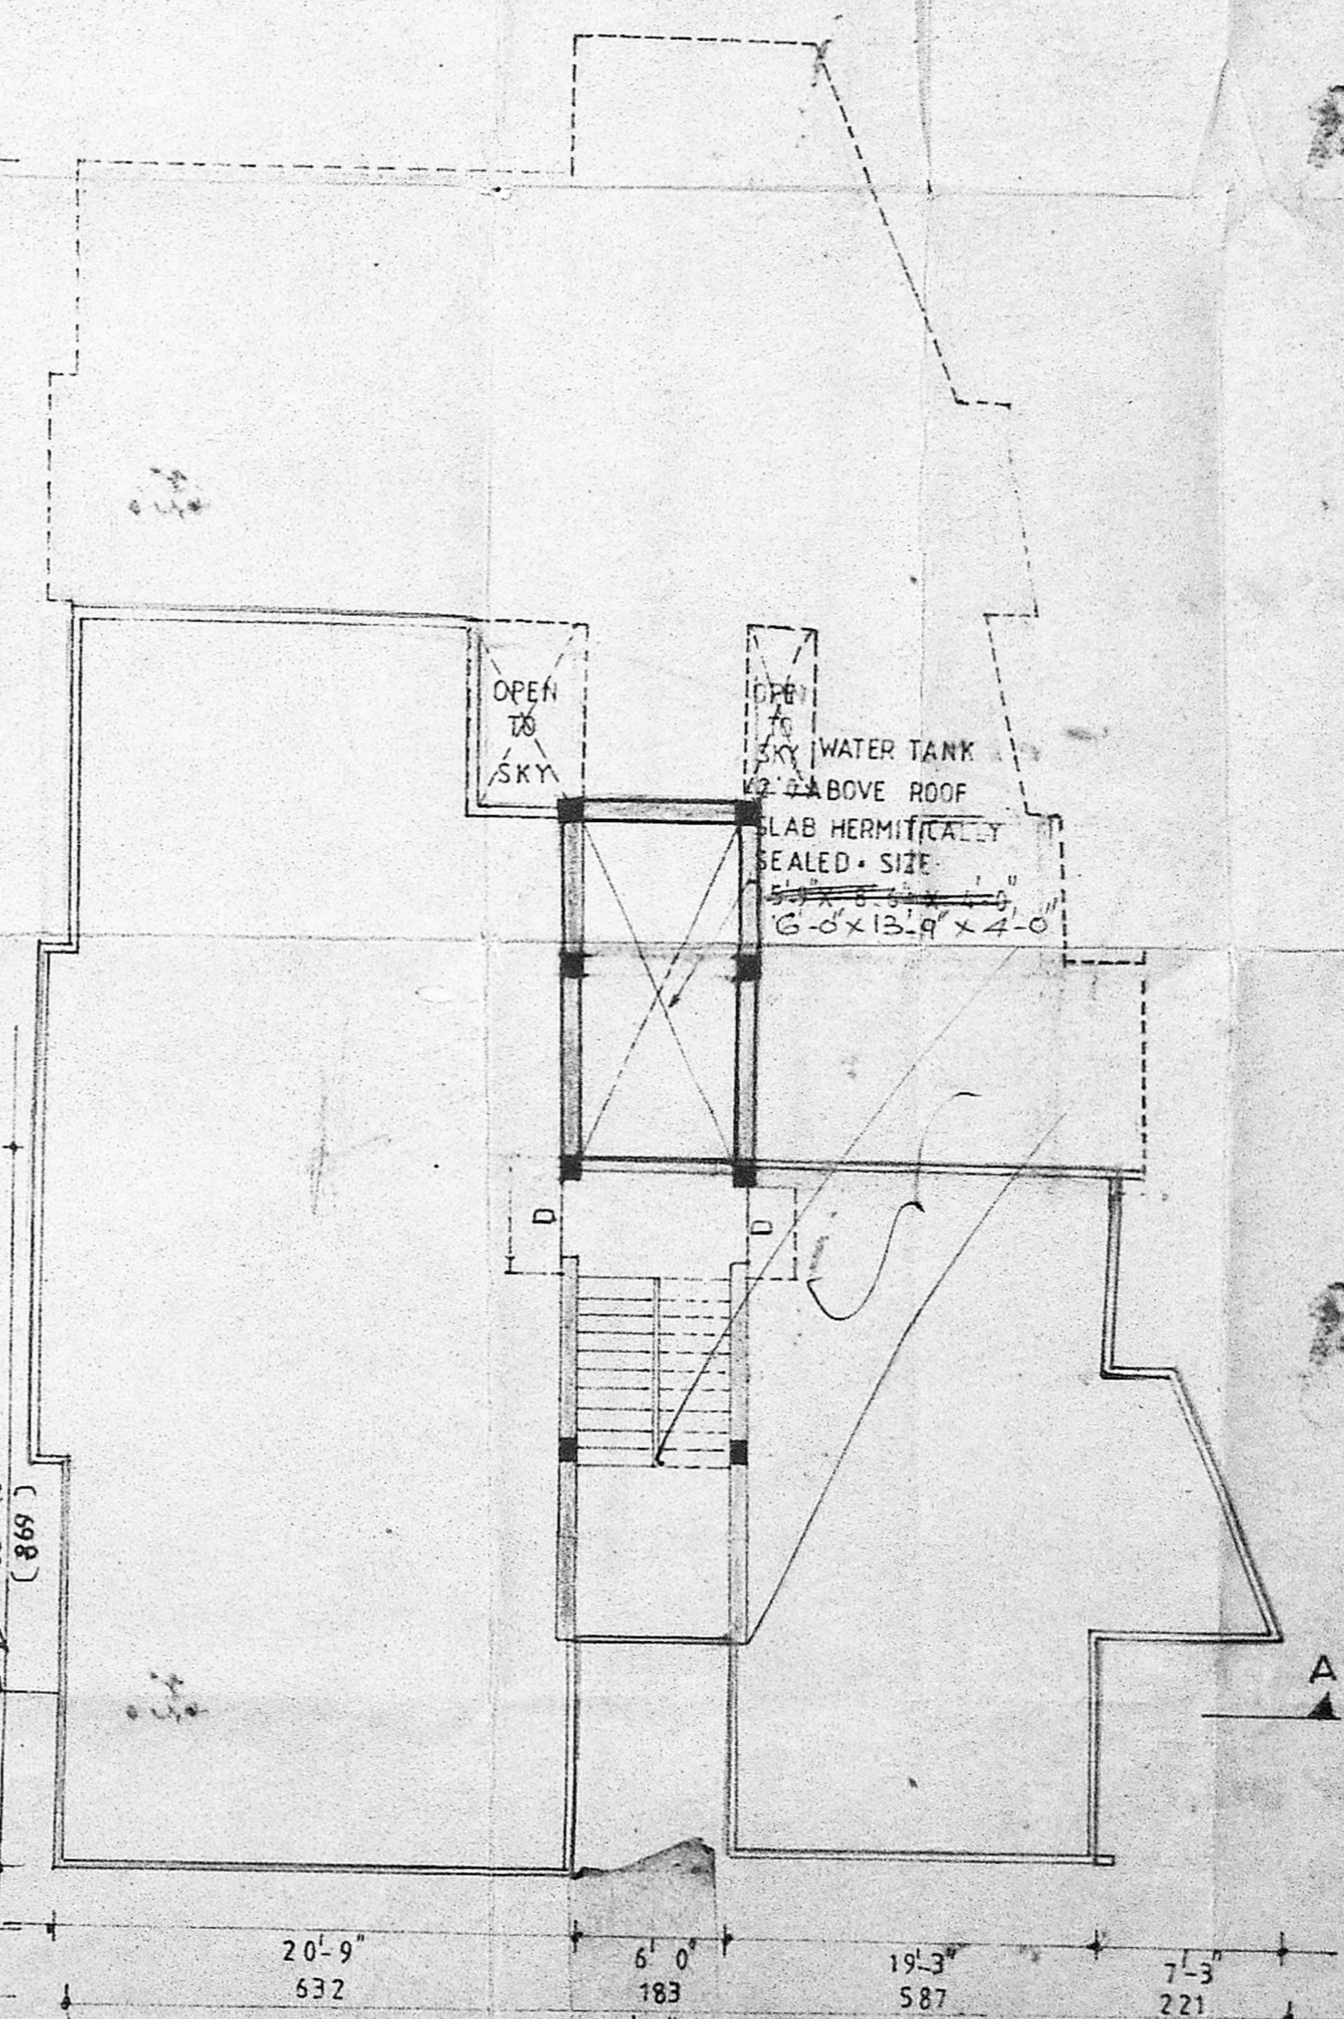 OPEN
TO
SKY
OPEN
TO
SKY
WATER TANK
2'-0" ABOVE ROOF
SLAB HERMITICALLY
SEALED. SIZE
6'-0" X 13'-9" X 4'-0"
D
D
(869)
A
20'-9"
632
6' 0"
183
19'-3"
587
7'-3"
221